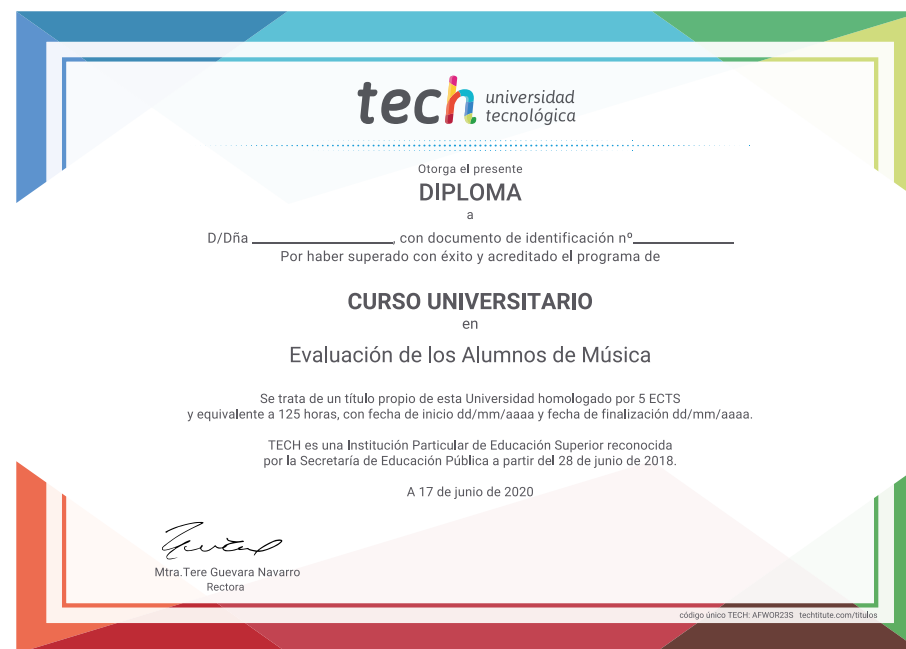 tech universidad
tecnológica
Otorga el presente
DIPLOMA
a
D/Dña ____________________, con documento de identificación nº______________
Por haber superado con éxito y acreditado el programa de
CURSO UNIVERSITARIO
en
Evaluación de los Alumnos de Música
Se trata de un título propio de esta Universidad homologado por 5 ECTS
y equivalente a 125 horas, con fecha de inicio dd/mm/aaaa y fecha de finalización dd/mm/aaaa.
TECH es una Institución Particular de Educación Superior reconocida
por la Secretaría de Educación Pública a partir del 28 de junio de 2018.
A 17 de junio de 2020
Mtra.Tere Guevara Navarro
Rectora
código único TECH: AFWOR23S techtitute.com/titulos